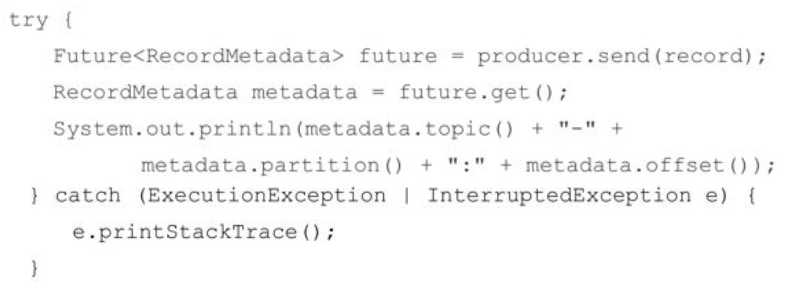 try {
    Future<RecordMetadata> future = producer.send(record);
    RecordMetadata metadata = future.get();
    System.out.println(metadata.topic() + "-" +
            metadata.partition() + ":" + metadata.offset());
  } catch (ExecutionException | InterruptedException e) {
      e.printStackTrace();
  }